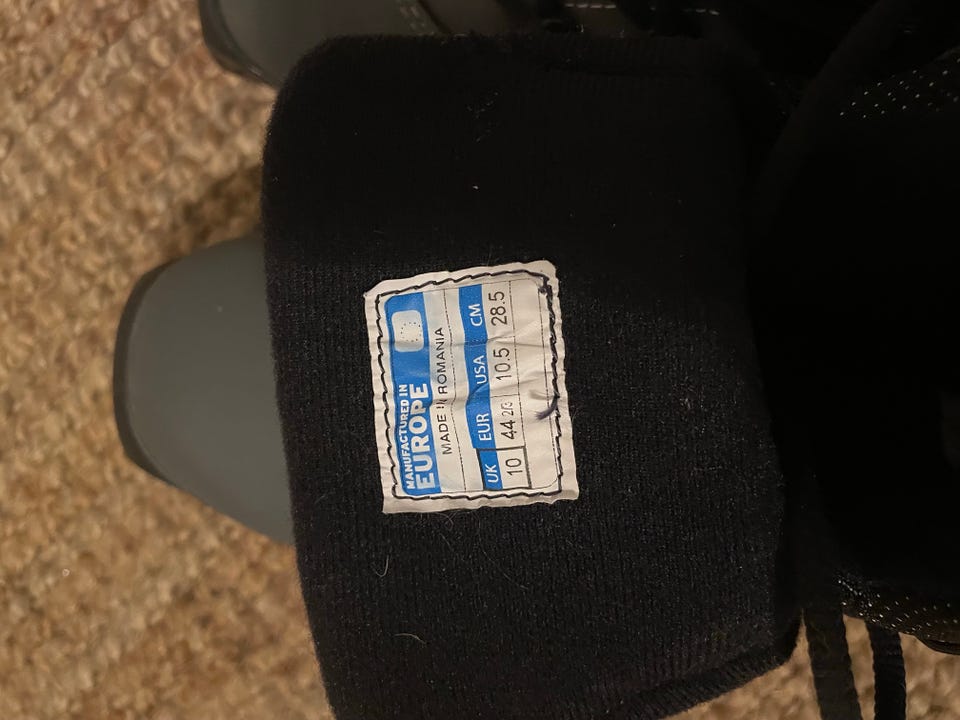 MANUFACTURED IN
EUROPE
MADE IN ROMANIA
UK EUR USA CM
10 44 2/3 10.5 28.5